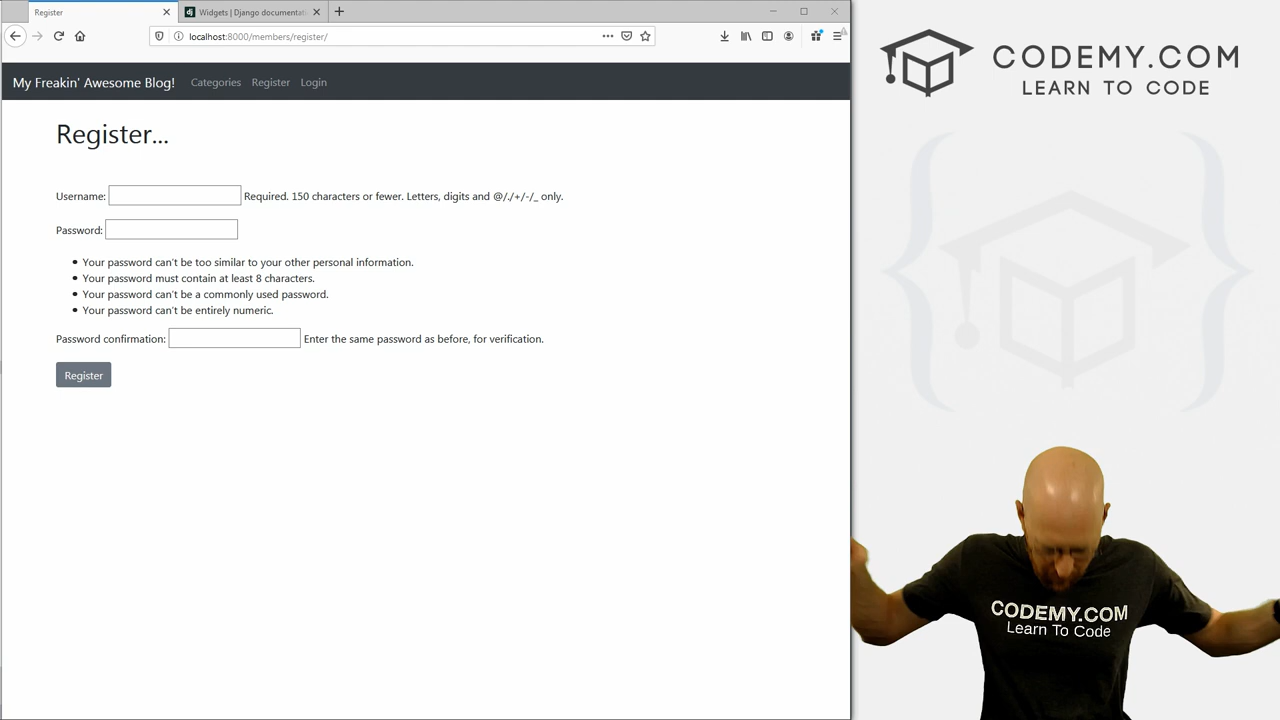 Register
Widgets | Django documentati
localhost:8000/members/register/
My Freakin' Awesome Blog!
Categories
Register
Login
Register...
Username:
Required. 150 characters or fewer. Letters, digits and @/./+/-/_ only.
Password:
Your password can't be too similar to your other personal information.
Your password must contain at least 8 characters.
Your password can't be a commonly used password.
Your password can't be entirely numeric.
Password confirmation:
Enter the same password as before, for verification.
Register
CODEMY.COM
LEARN TO CODE
CODEMY.COM
Learn To Code